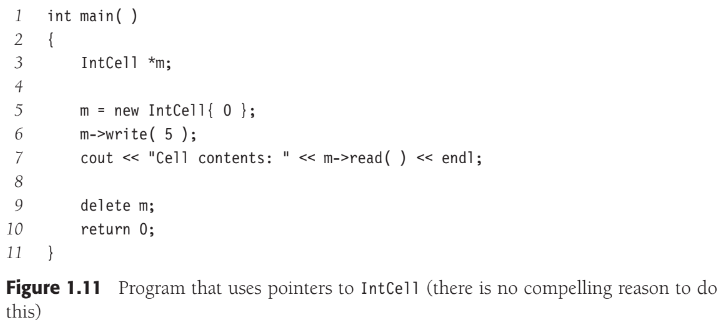 1 int main( )
2 {
3 IntCell *m;
4
5 m = new IntCell{ 0 };
6 m->write( 5 );
7 cout << "Cell contents: " << m->read( ) << endl;
8
9 delete m;
10 return 0;
11 }
Figure 1.11 Program that uses pointers to IntCell (there is no compelling reason to do
this)